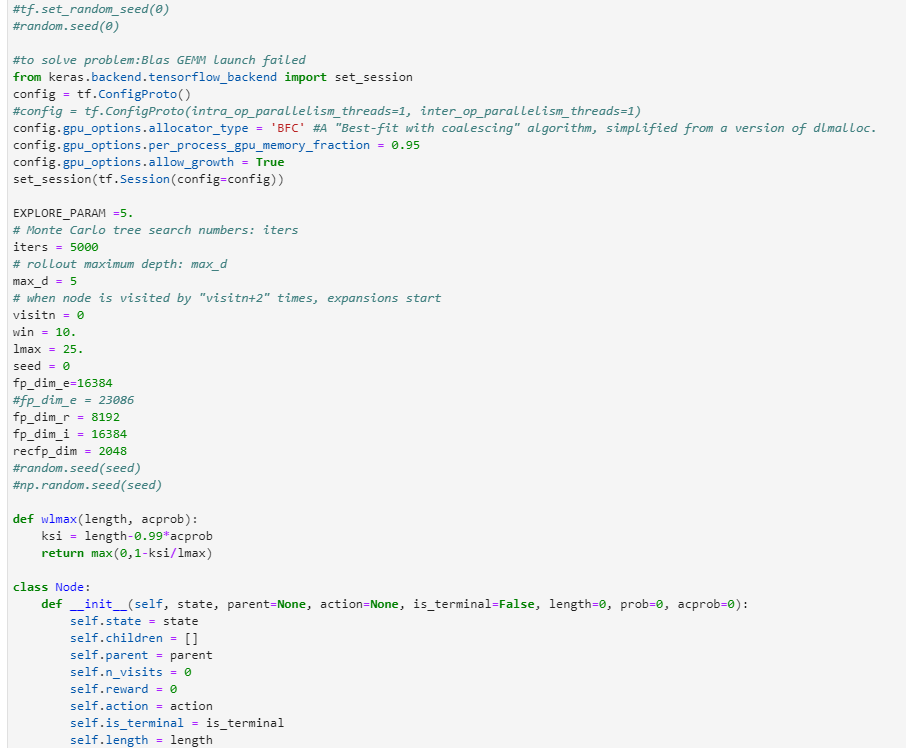 #tf.set_random_seed(0)
#random.seed(0)

#to solve problem:Blas GEMM launch failed
from keras.backend.tensorflow_backend import set_session
config = tf.ConfigProto()
#config = tf.ConfigProto(intra_op_parallelism_threads=1, inter_op_parallelism_threads=1)
config.gpu_options.allocator_type = 'BFC' #A "Best-fit with coalescing" algorithm, simplified from a version of dlmalloc.
config.gpu_options.per_process_gpu_memory_fraction = 0.95
config.gpu_options.allow_growth = True
set_session(tf.Session(config=config))

EXPLORE_PARAM =5.
# Monte Carlo tree search numbers: iters
iters = 5000
# rollout maximum depth: max_d
max_d = 5
# when node is visited by "visitn+2" times, expansions start
visitn = 0
win = 10.
lmax = 25.
seed = 0
fp_dim_e=16384
#fp_dim_e = 23086
fp_dim_r = 8192
fp_dim_i = 16384
recfp_dim = 2048
#random.seed(seed)
#np.random.seed(seed)

def wlmax(length, acprob):
    ksi = length-0.99*acprob
    return max(0,1-ksi/lmax)

class Node:
    def __init__(self, state, parent=None, action=None, is_terminal=False, length=0, prob=0, acprob=0):
        self.state = state
        self.children = []
        self.parent = parent
        self.n_visits = 0
        self.reward = 0
        self.action = action
        self.is_terminal = is_terminal
        self.length = length